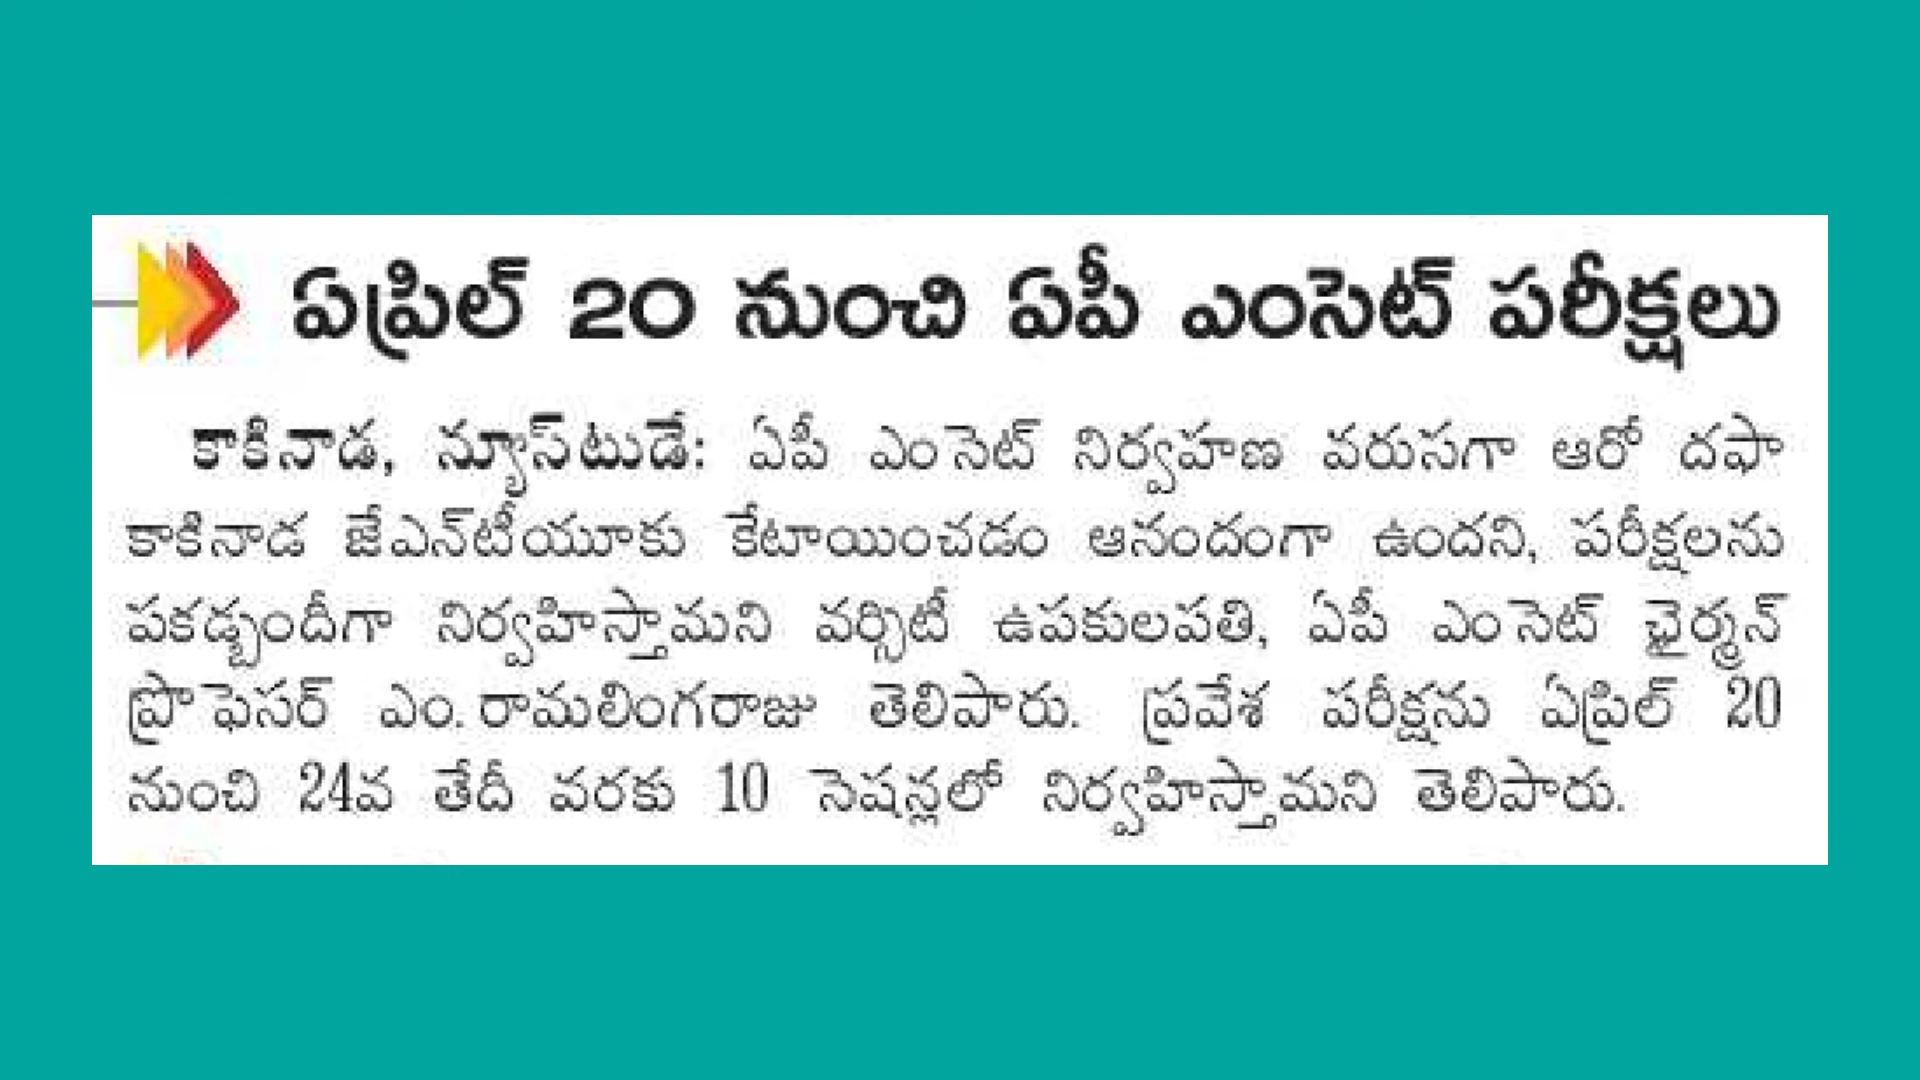 ఏప్రిల్ 20 నుంచి ఏపీ ఎంసెట్ పరీక్షలు
కాకినాడ, న్యూస్‌టుడే: ఏపీ ఎంసెట్ నిర్వహణ వరుసగా ఆరో దఫా
కాకినాడ జేఎన్‌టీయూకు కేటాయించడం ఆనందంగా ఉందని, పరీక్షలను
పకడ్బందీగా నిర్వహిస్తామని వర్సిటీ ఉపకులపతి, ఏపీ ఎంసెట్ ఛైర్మన్
ప్రొఫెసర్ ఎం.రామలింగరాజు తెలిపారు. ప్రవేశ పరీక్షను ఏప్రిల్ 20
నుంచి 24వ తేదీ వరకు 10 సెషన్లలో నిర్వహిస్తామని తెలిపారు.